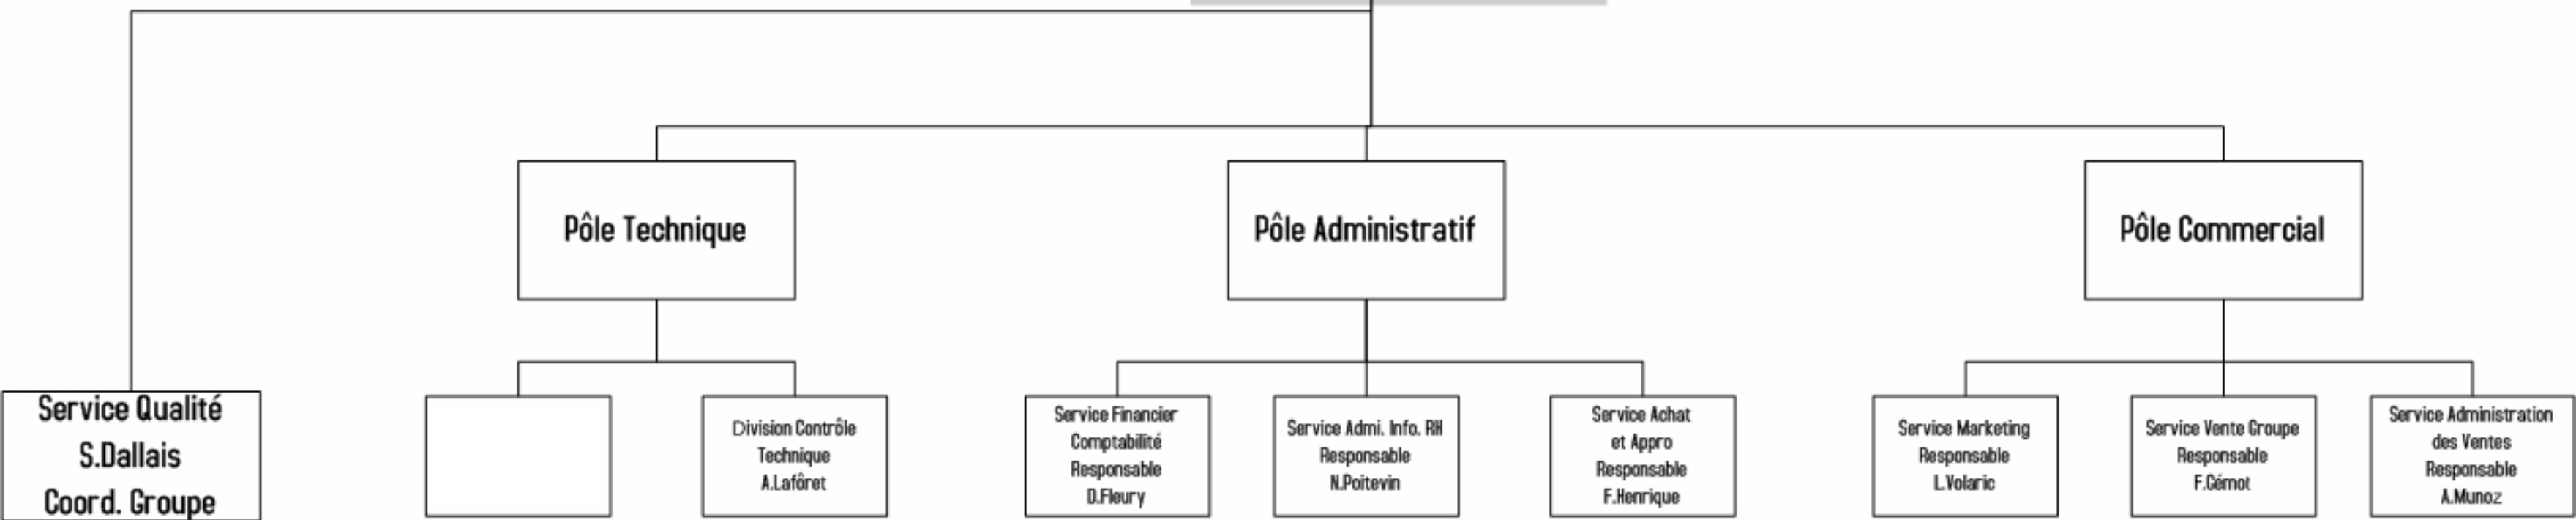 Pôle Technique
Pôle Administratif
Pôle Commercial
Service Qualité
S.Dallais
Coord. Groupe
Division Contrôle
Technique
A.Lafôret
Service Financier
Comptabilité
Responsable
D.Fleury
Service Admi. Info. RH
Responsable
N.Poitevin
Service Achat
et Appro
Responsable
F.Henrique
Service Marketing
Responsable
L.Volaric
Service Vente Groupe
Responsable
F.Gémot
Service Administration
des Ventes
Responsable
A.Munoz